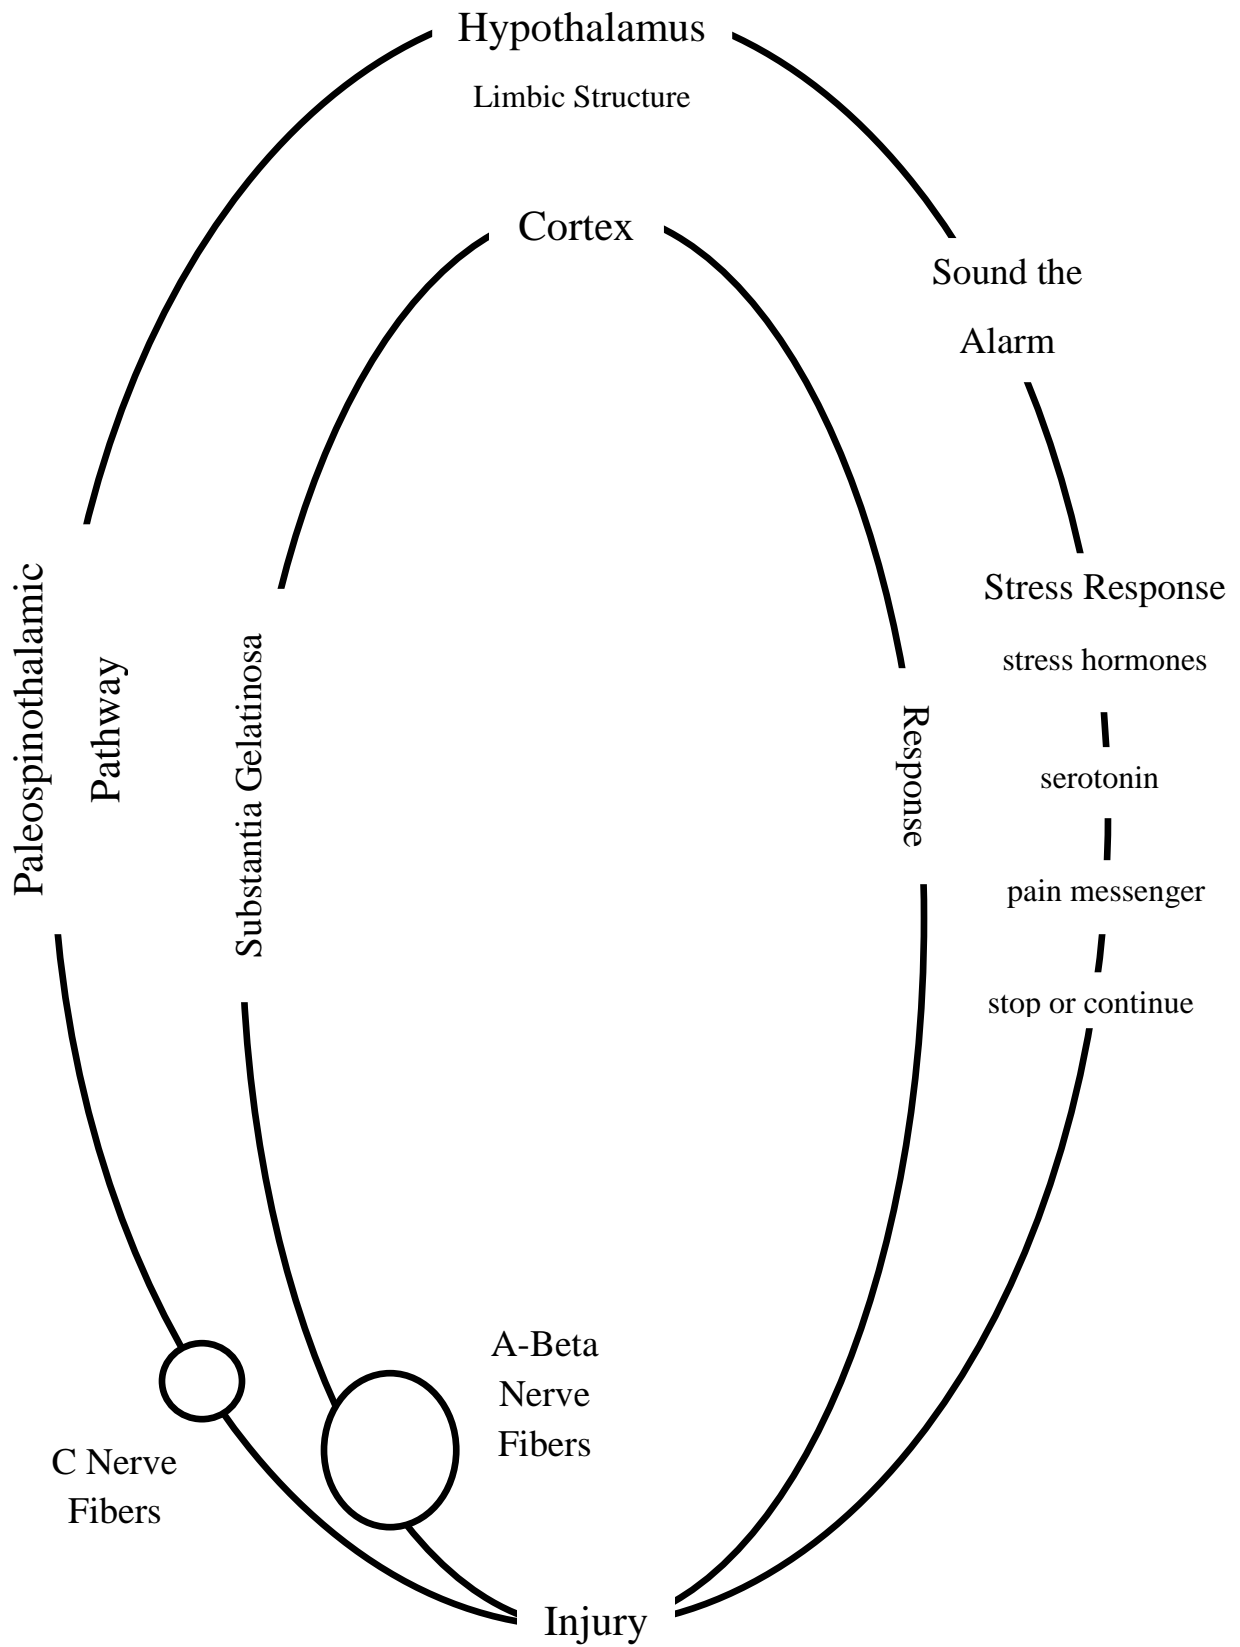 Hypothalamus
Limbic Structure
Cortex
Sound the
Alarm
Paleospinothalamic
Pathway
Substantia Gelatinosa
Response
Stress Response
stress hormones
serotonin
pain messenger
stop or continue
A-Beta
Nerve
Fibers
C Nerve
Fibers
Injury